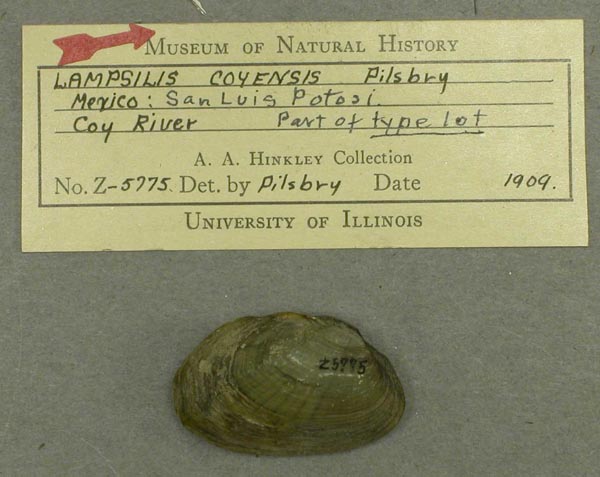 MUSEUM OF NATURAL HISTORY
LAMPSILIS COYENSIS Pilsbry
Mexico: San Luis Potosi.
Coy River Part of type lot
A. A. HINKLEY Collection
No. Z-5775. Det. by Pilsbry Date 1909.
UNIVERSITY OF ILLINOIS
Z5775